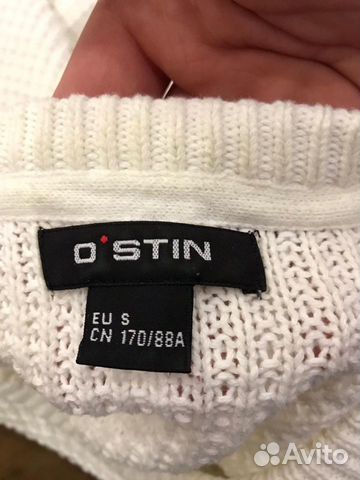 O'STIN
EU S
CN 170/88A
Avito